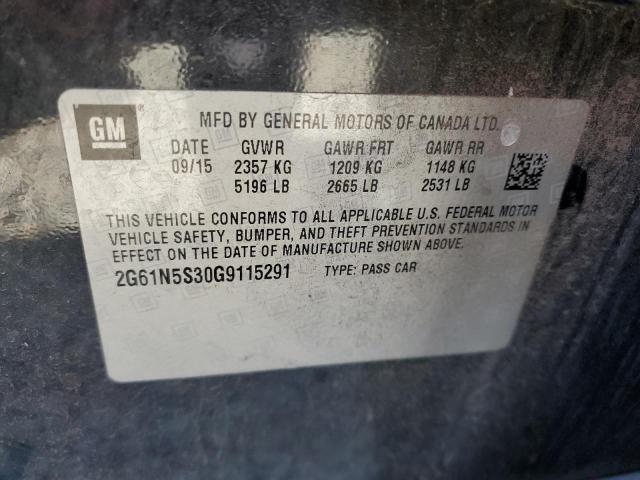 GM
MFD BY GENERAL MOTORS OF CANADA LTD.
DATE GVWR GAWR FRT GAWR RR
09/15 2357 KG 1209 KG 1148 KG
5196 LB 2665 LB 2531 LB
THIS VEHICLE CONFORMS TO ALL APPLICABLE U.S. FEDERAL MOTOR
VEHICLE SAFETY, BUMPER, AND THEFT PREVENTION STANDARDS IN
EFFECT ON THE DATE OF MANUFACTURE SHOWN ABOVE.
2G61N5S30G9115291 TYPE: PASS CAR